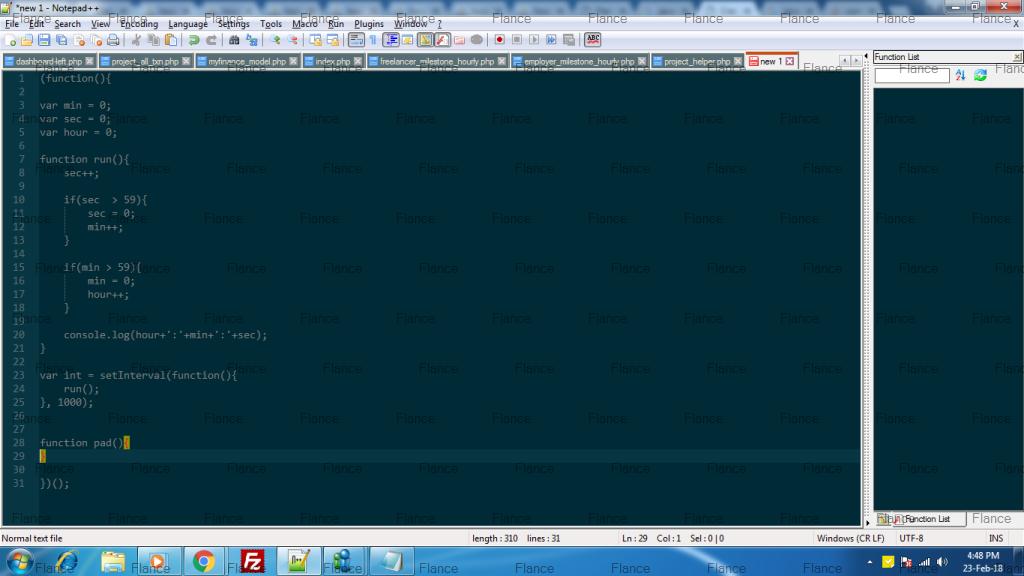 *new 1 - Notepad++
File Edit Search View Encoding Language Settings Tools Macro Run Plugins Window ? X
dashboard-left.php project_all_txn.php myfinance_model.php index.php freelancer_milestone_hourly.php employer_milestone_hourly.php project_helper.php new 1
Function List
1 (function(){
2
3 var min = 0;
4 var sec = 0;
5 var hour = 0;
6
7 function run(){
8 sec++;
9
10 if(sec  > 59){
11 sec = 0;
12 min++;
13 }
14
15 if(min > 59){
16 min = 0;
17 hour++;
18 }
19
20 console.log(hour+':'+min+':'+sec);
21 }
22
23 var int = setInterval(function(){
24 run();
25 }, 1000);
26
27
28 function pad(){
29 }
30
31 })();
Function List
Normal text file length : 310 lines : 31 Ln : 29 Col : 1 Sel : 0 | 0 Windows (CR LF) UTF-8 INS
4:48 PM
23-Feb-18
Flance